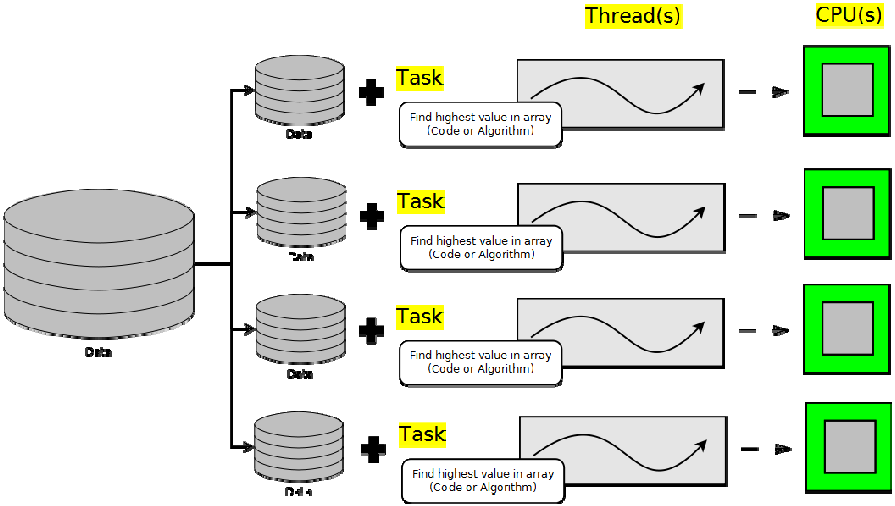 Thread(s)
CPU(s)
Task
Find highest value in array
(Code or Algorithm)
Data
Task
Find highest value in array
(Code or Algorithm)
Data
Task
Find highest value in array
(Code or Algorithm)
Data
Data
Task
Find highest value in array
(Code or Algorithm)
Data